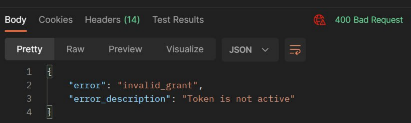 Body Cookies Headers (14) Test Results 400 Bad Request
Pretty Raw Preview Visualize JSON
1 {
2 "error": "invalid_grant",
3 "error_description": "Token is not active"
4 }